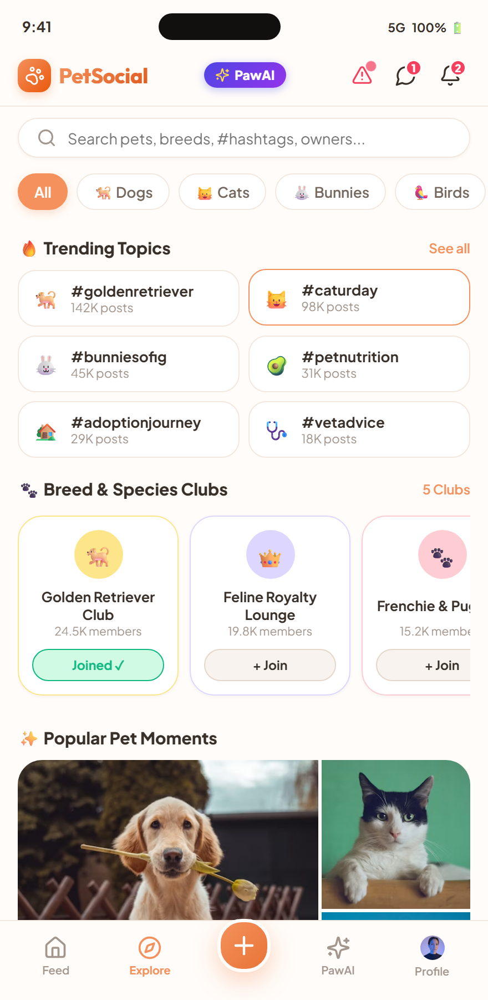 9:41
5G 100%
PetSocial
PawAI
1
2
Search pets, breeds, #hashtags, owners...
All
Dogs
Cats
Bunnies
Birds
Trending Topics
See all
#goldenretriever
142K posts
#caturday
98K posts
#bunniesofig
45K posts
#petnutrition
31K posts
#adoptionjourney
29K posts
#vetadvice
18K posts
Breed & Species Clubs
5 Clubs
Golden Retriever
Club
24.5K members
Joined ✓
Feline Royalty
Lounge
19.8K members
+ Join
Frenchie & Pug
15.2K membe
+ Join
Popular Pet Moments
Feed
Explore
PawAI
Profile